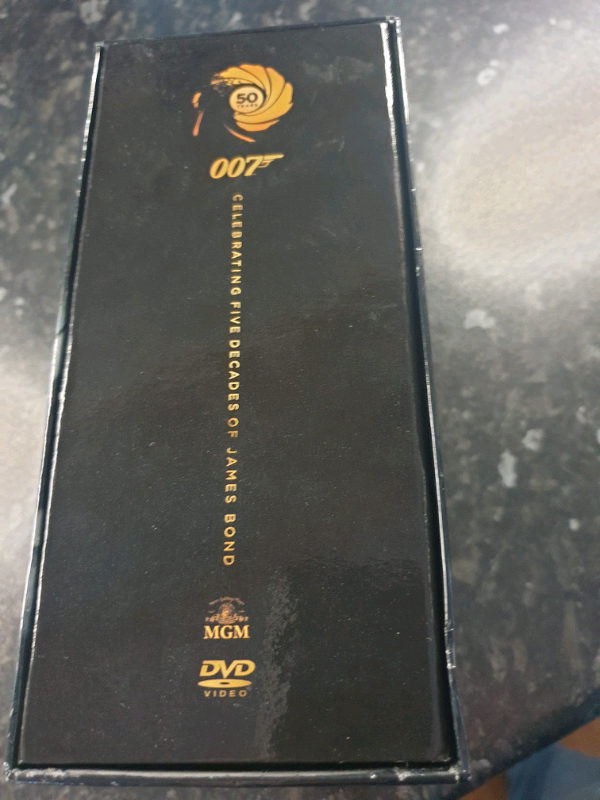 50
YEARS
007
CELEBRATING FIVE DECADES OF JAMES BOND
MGM
DVD
VIDEO